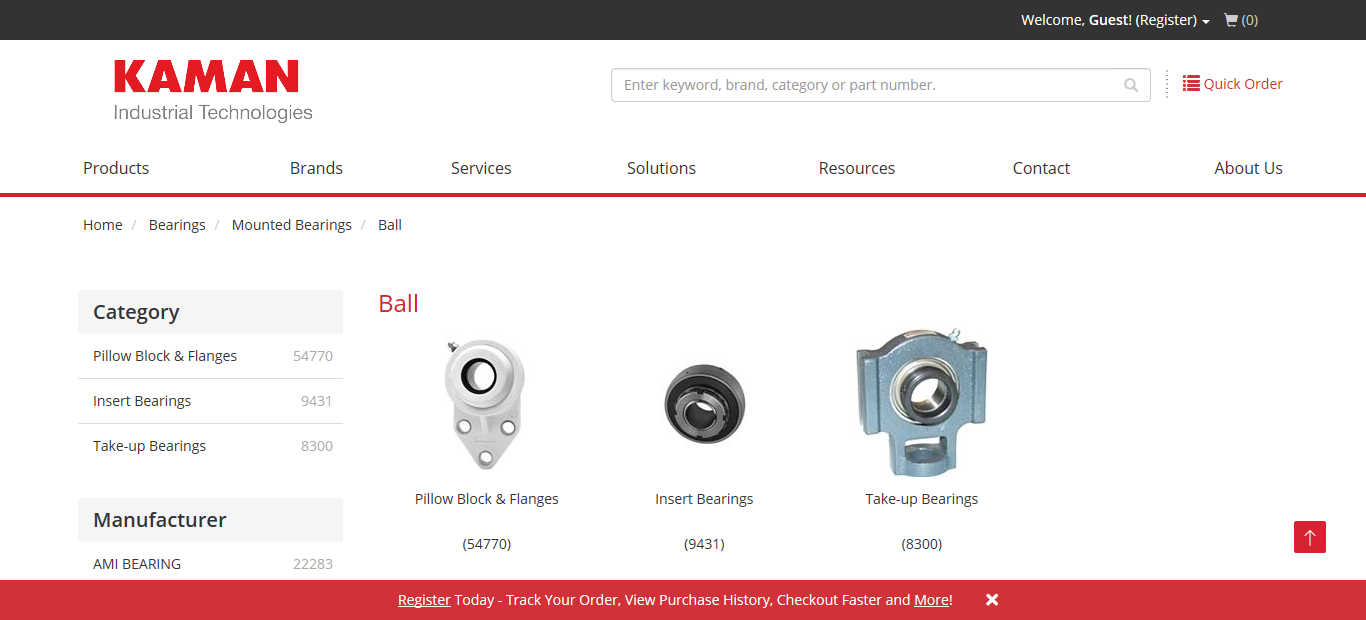 Welcome, Guest! (Register) (0)
KAMAN
Industrial Technologies
Enter keyword, brand, category or part number.
Quick Order
Products Brands Services Solutions Resources Contact About Us
Home / Bearings / Mounted Bearings / Ball
Category
Pillow Block & Flanges 54770
Insert Bearings 9431
Take-up Bearings 8300
Manufacturer
AMI BEARING 22283
Ball
Pillow Block & Flanges
(54770)
Insert Bearings
(9431)
Take-up Bearings
(8300)
Register Today - Track Your Order, View Purchase History, Checkout Faster and More!